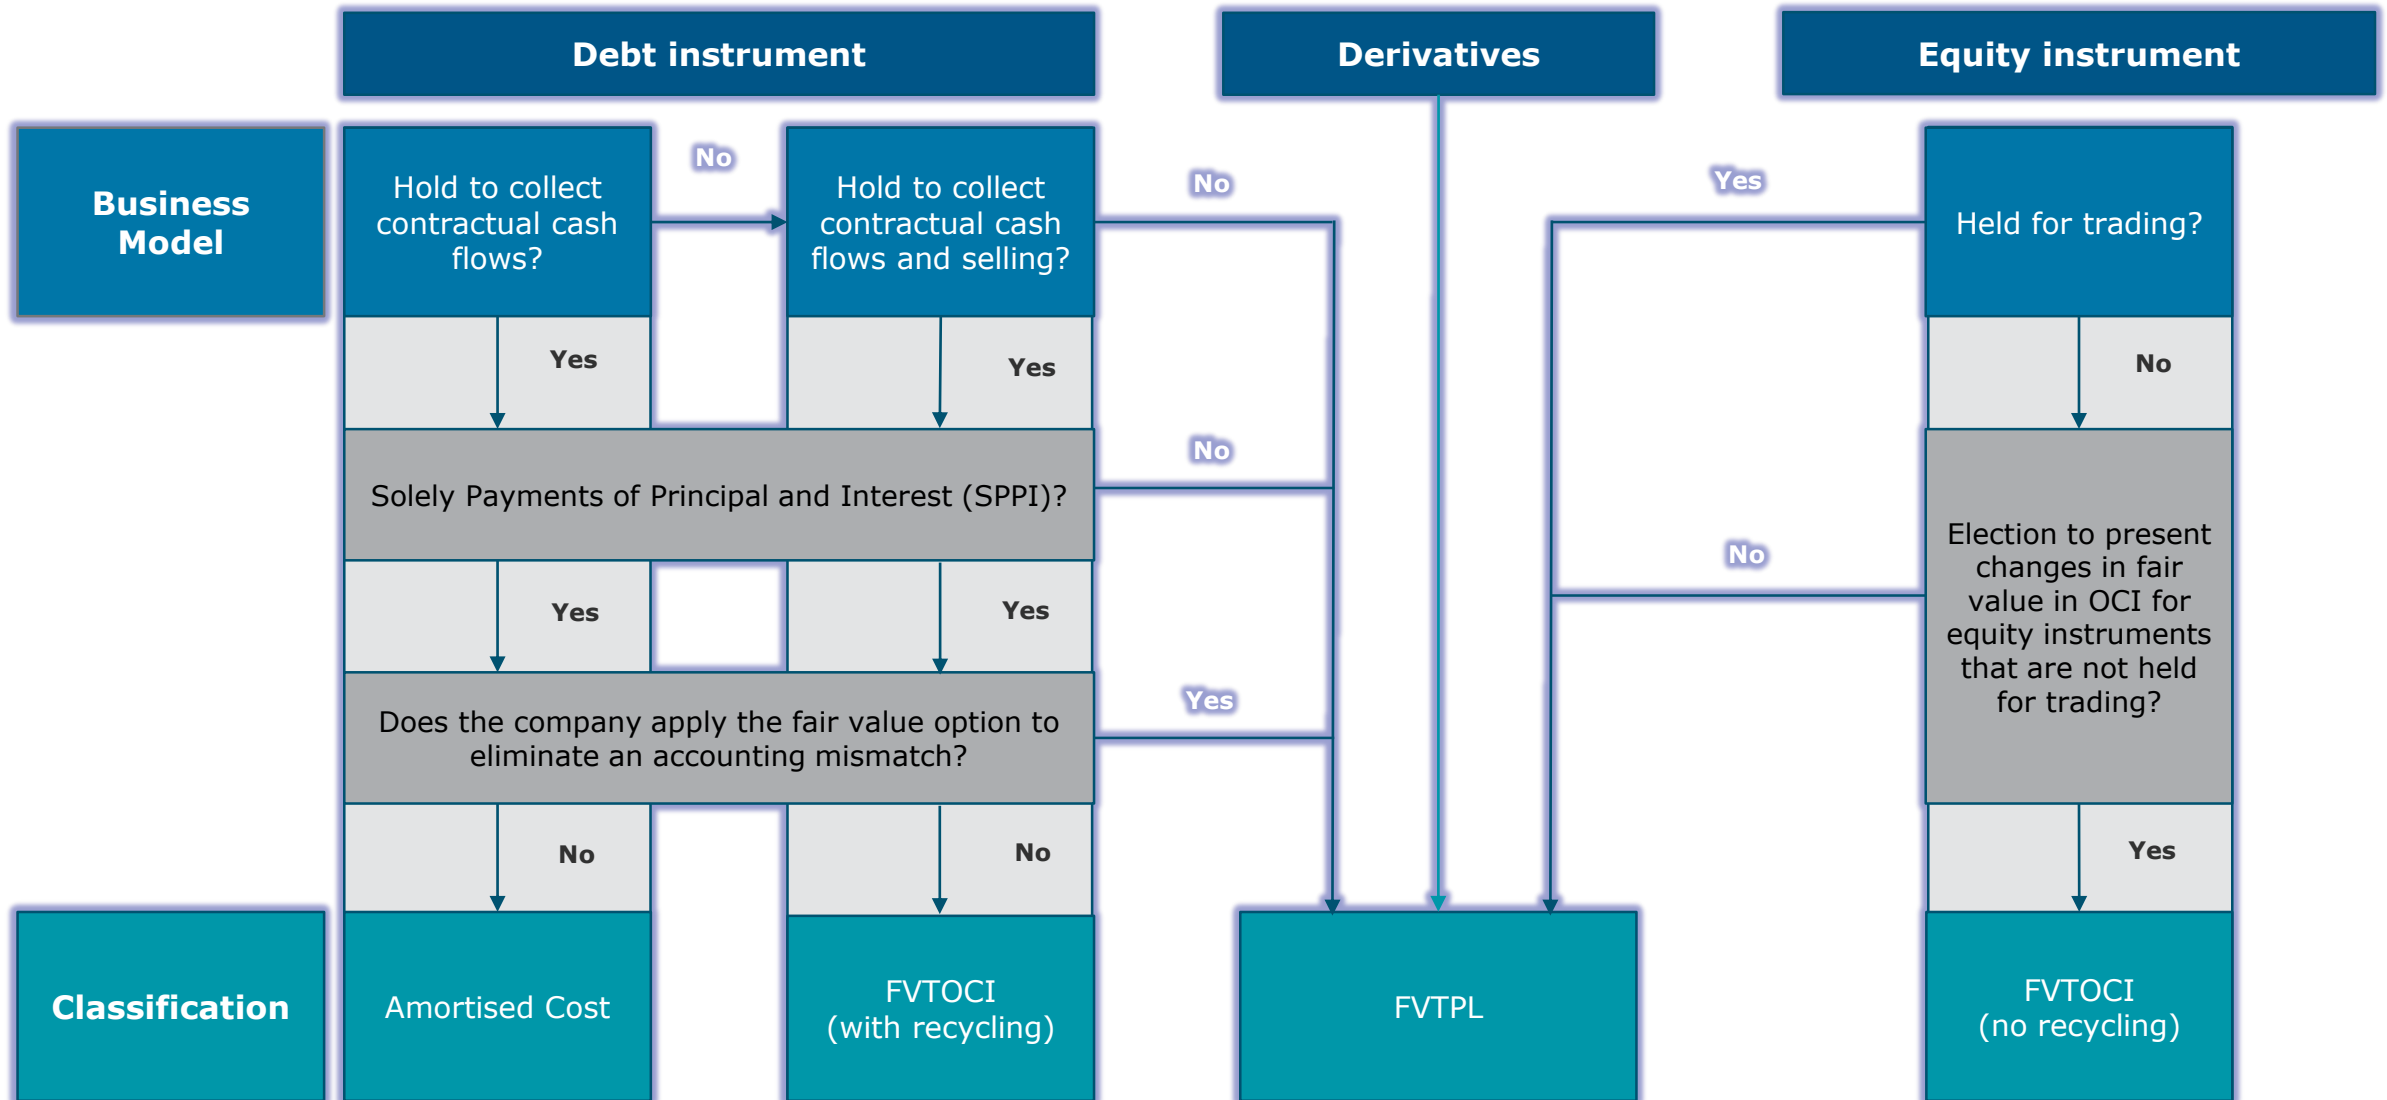 Debt instrument
Derivatives
Equity instrument
Business
Model
Hold to collect
contractual cash
flows?
No
Hold to collect
contractual cash
flows and selling?
No
Yes
Held for trading?
Yes
Yes
No
Solely Payments of Principal and Interest (SPPI)?
No
Election to present
changes in fair
value in OCI for
equity instruments
that are not held
for trading?
No
Yes
Yes
Does the company apply the fair value option to
eliminate an accounting mismatch?
Yes
No
No
Yes
Classification
Amortised Cost
FVTOCI
(with recycling)
FVTPL
FVTOCI
(no recycling)